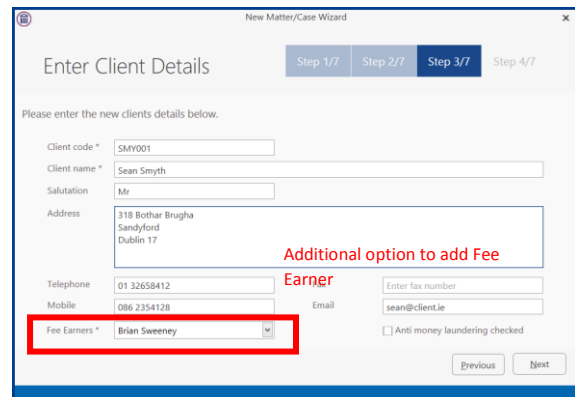 New Matter/Case Wizard
x
Enter Client Details
Step 1/7
Step 2/7
Step 3/7
Step 4/7
Please enter the new clients details below.
Client code *
SMY001
Client name *
Sean Smyth
Salutation
Mr
Address
318 Bothar Brugha
Sandyford
Dublin 17
Additional option to add Fee
Earner
Telephone
01 32658412
Enter fax number
Mobile
086 2354128
Email
sean@client.ie
Fee Earners *
Brian Sweeney
Anti money laundering checked
Previous
Next